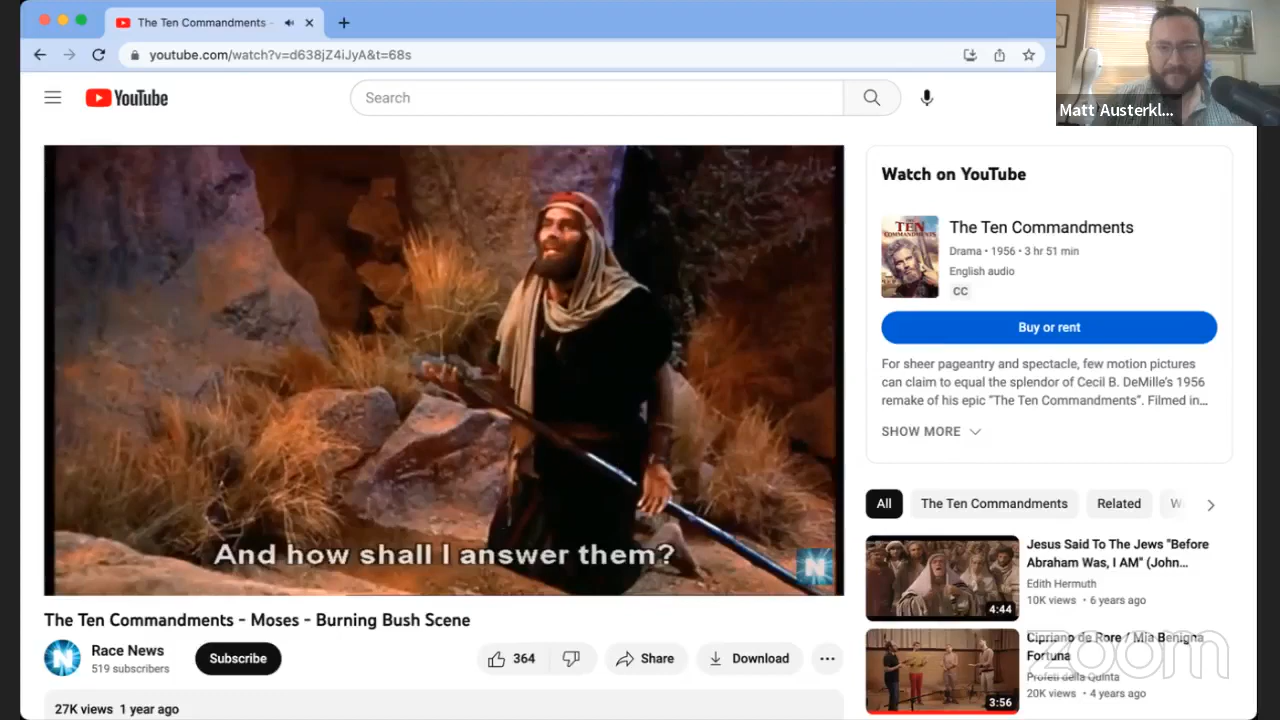 The Ten Commandments -
youtube.com/watch?v=d638jZ4iJyA&t=68s
Matt Austerkl...
YouTube
Search
Watch on YouTube
TEN
COMMANDMENTS
The Ten Commandments
Drama • 1956 • 3 hr 51 min
English audio
CC
Buy or rent
For sheer pageantry and spectacle, few motion pictures
can claim to equal the splendor of Cecil B. DeMille's 1956
remake of his epic "The Ten Commandments". Filmed in...
SHOW MORE
And how shall I answer them?
N
The Ten Commandments - Moses - Burning Bush Scene
N
Race News
519 subscribers
Subscribe
364
Share
Download
27K views 1 year ago
All
The Ten Commandments
Related
Jesus Said To The Jews "Before
Abraham Was, I AM" (John...
Edith Hermuth
10K views • 6 years ago
4:44
Cipriano de Rore / Mia Benigna
Fortuna
Profeti della Quinta
20K views • 4 years ago
3:56
zoom